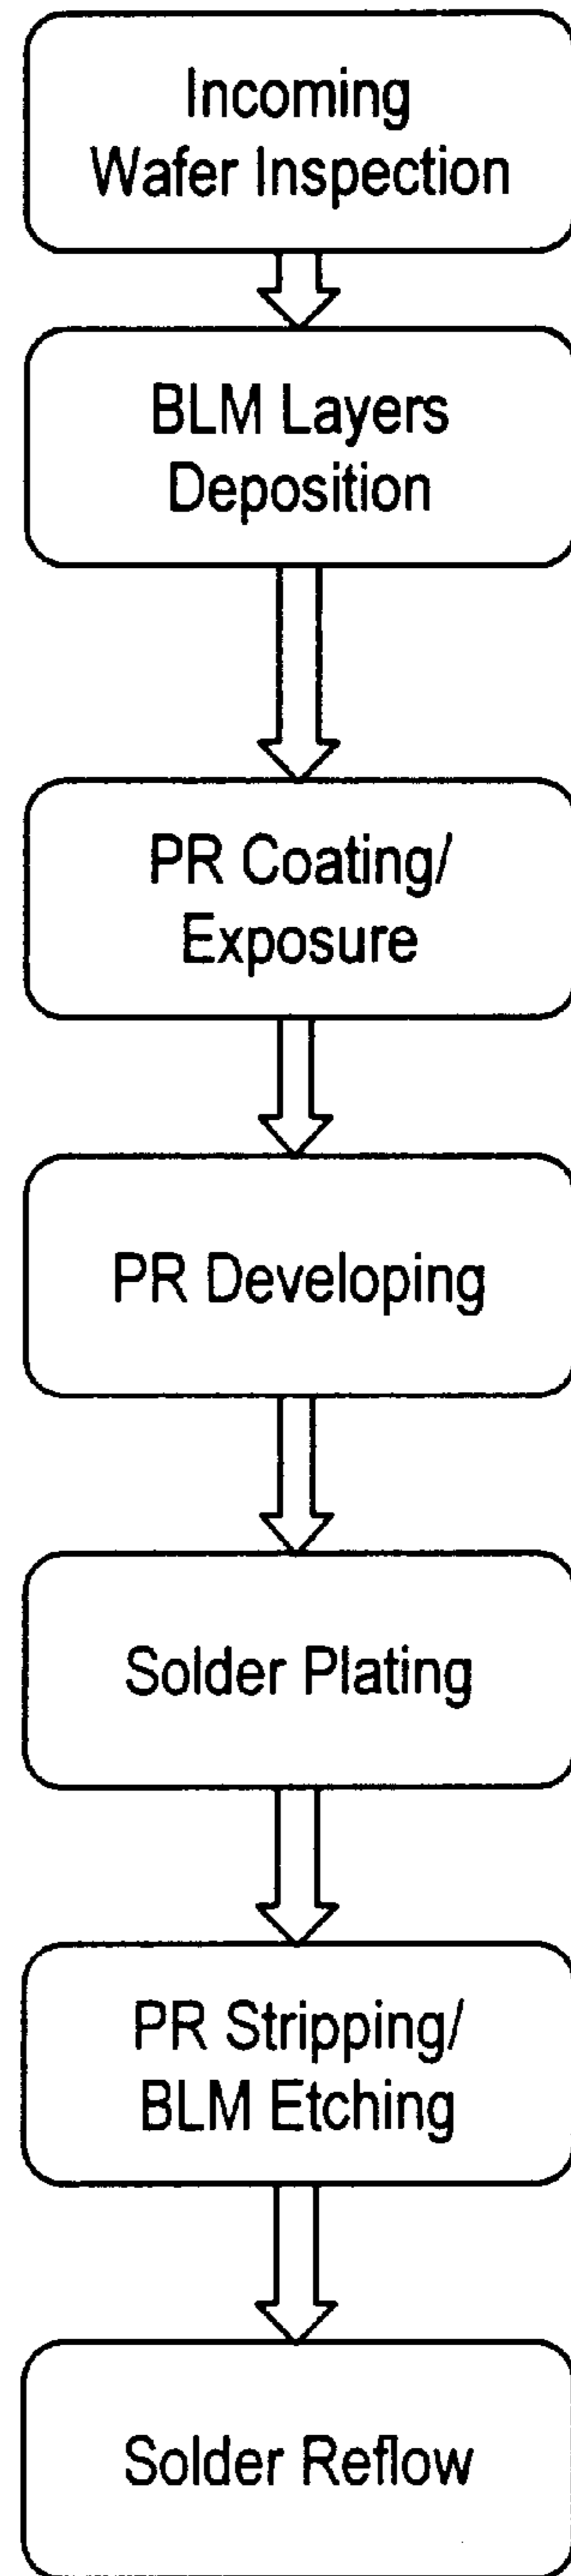 Incoming
Wafer Inspection
BLM Layers
Deposition
PR Coating/
Exposure
PR Developing
Solder Plating
PR Stripping/
BLM Etching
Solder Reflow